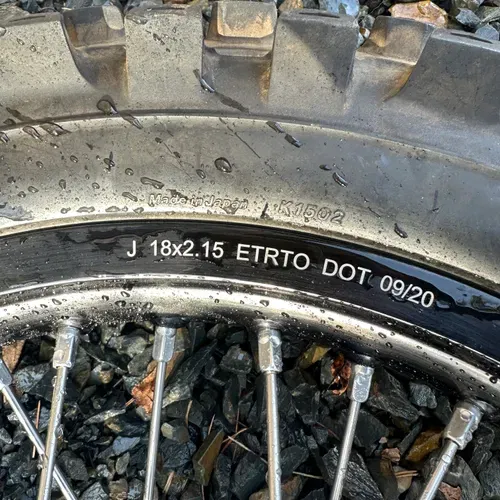 Made in Japan K1502
J 18x2.15 ETRTO DOT 09/20